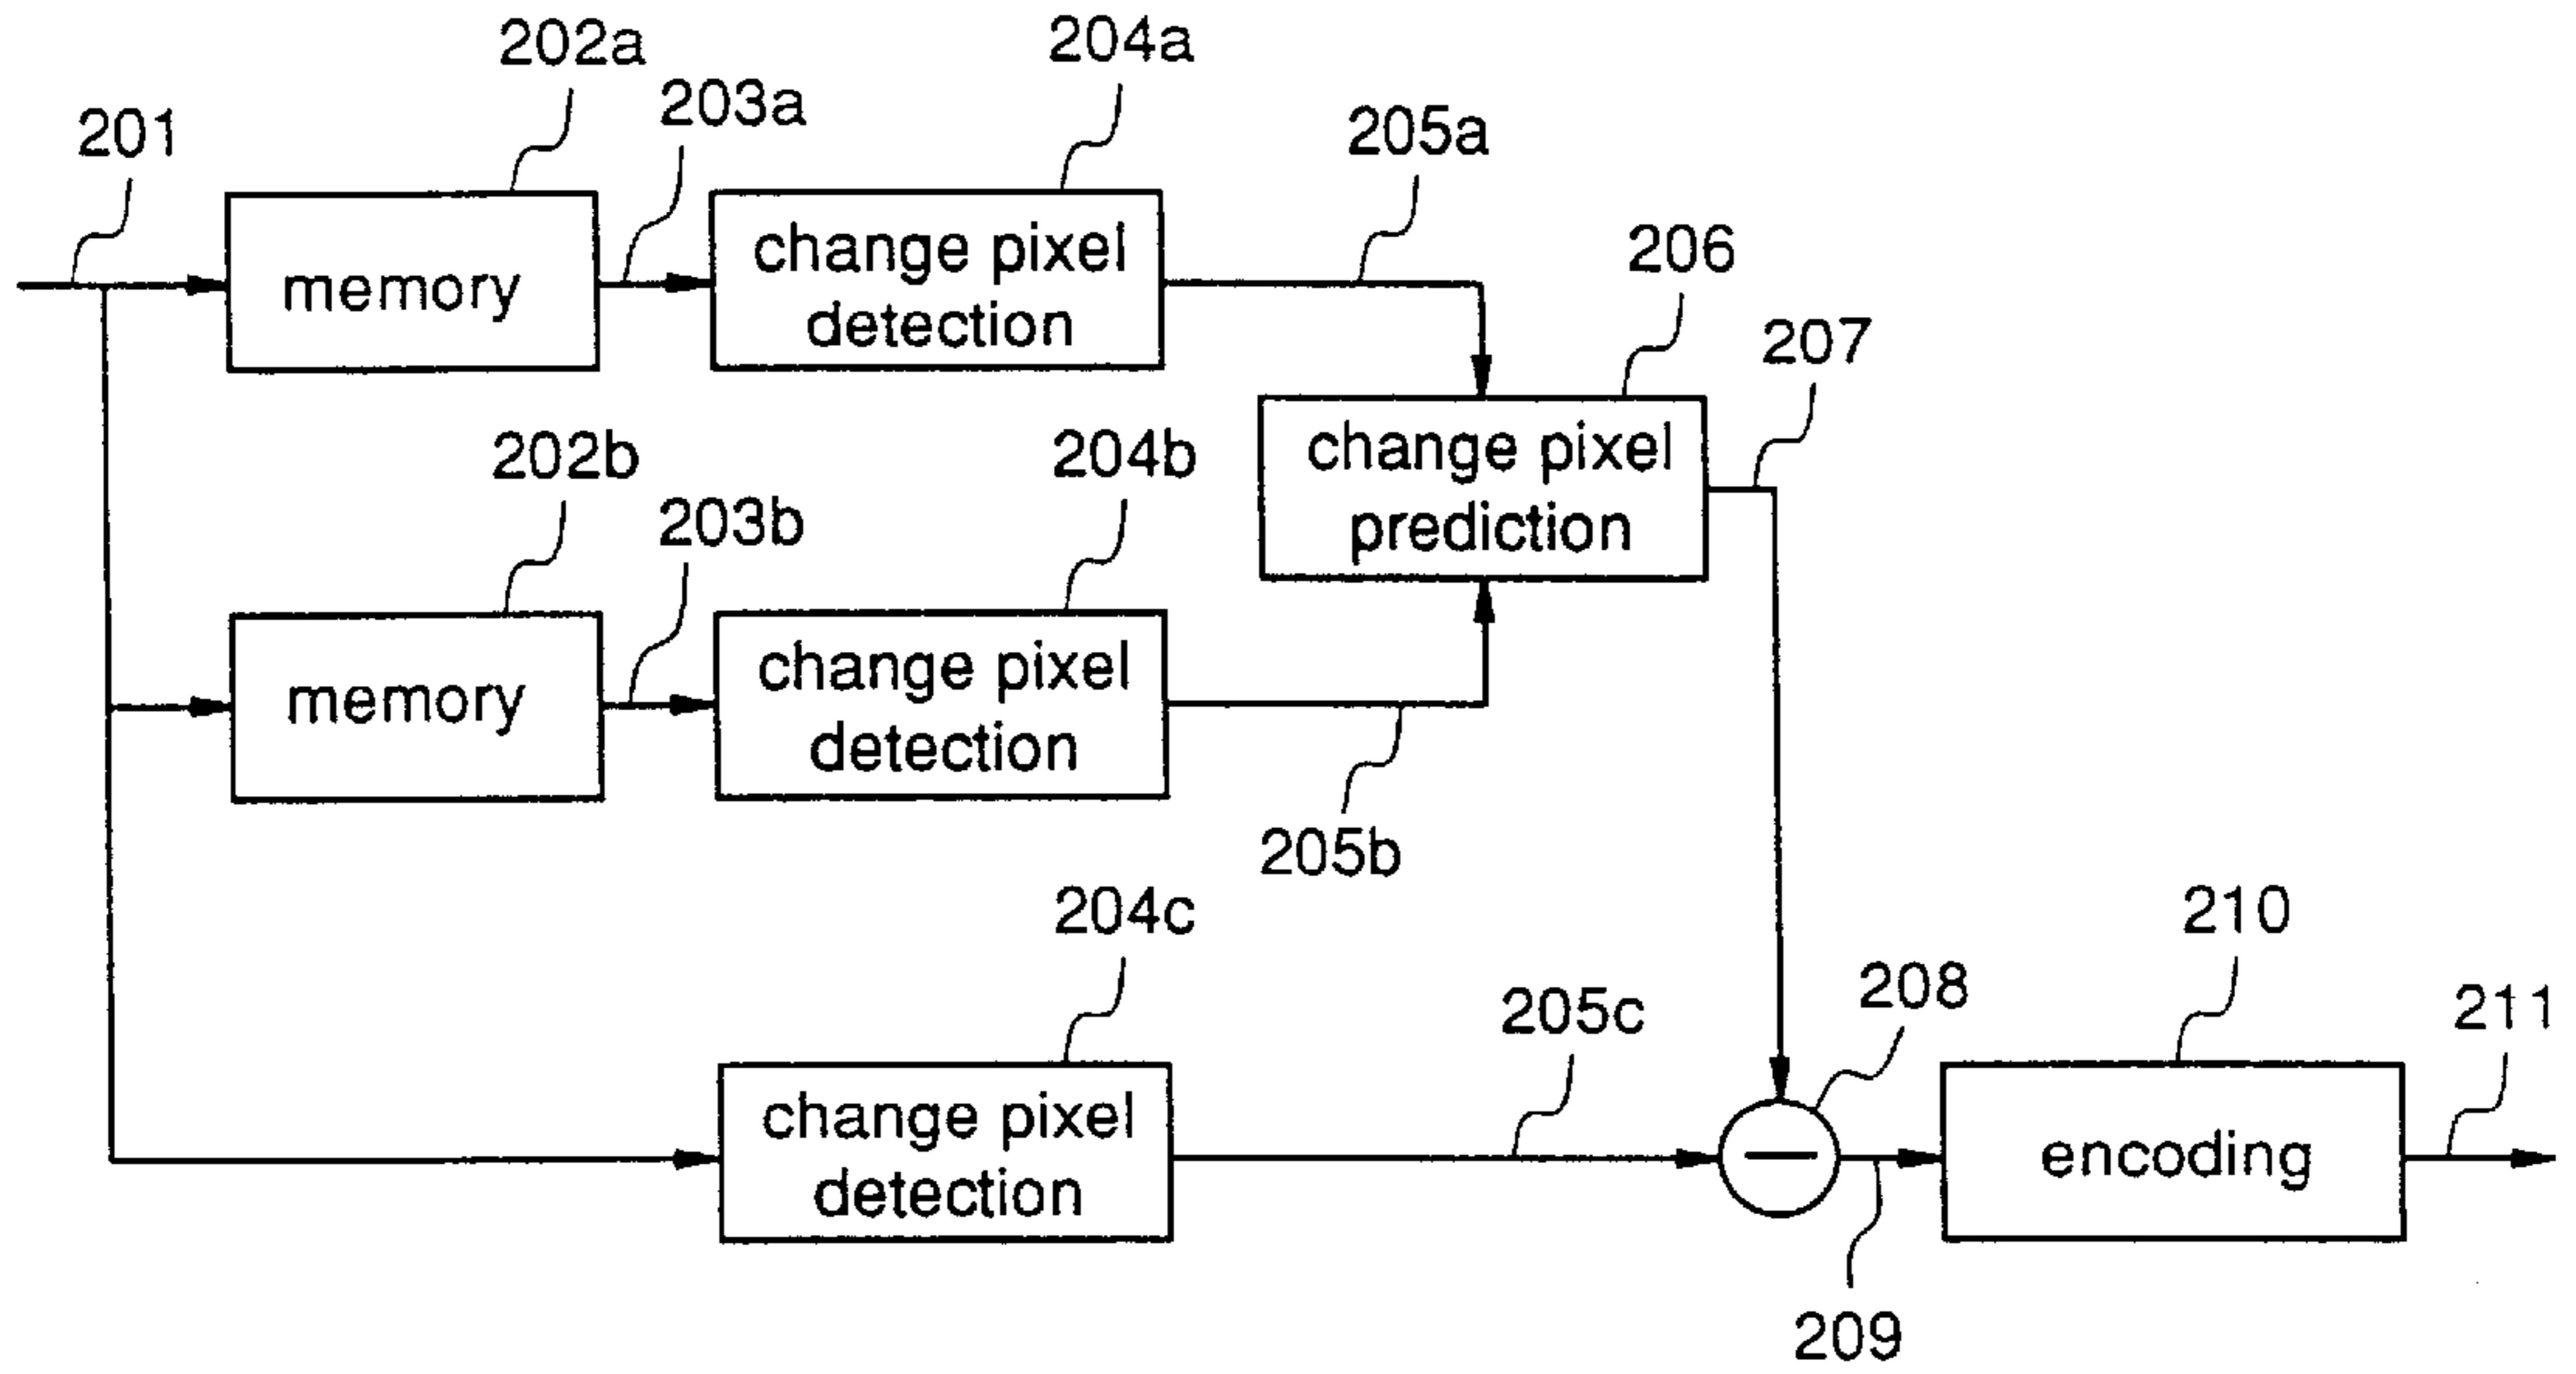 202a
204a
203a
201
205a
206
memory
change pixel
detection
207
202b
204b
203b
change pixel
prediction
memory
change pixel
detection
205b
204c
210
208
205c
211
change pixel
detection
encoding
209